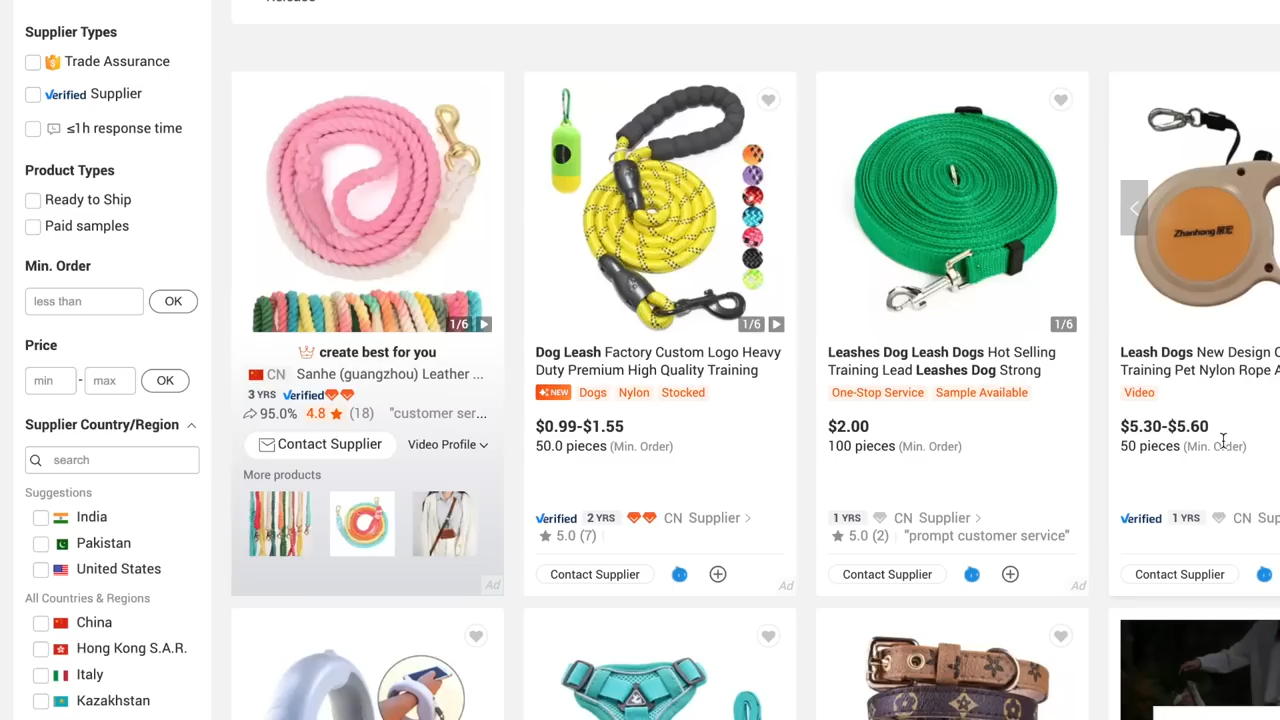 Supplier Types
Trade Assurance
Verified Supplier
≤1h response time
Product Types
Ready to Ship
Paid samples
Min. Order
less than
OK
Price
min
-
max
OK
Supplier Country/Region
search
Suggestions
India
Pakistan
United States
All Countries & Regions
China
Hong Kong S.A.R.
Italy
Kazakhstan
1/6
create best for you
CN Sanhe (guangzhou) Leather ...
3 YRS Verified
95.0% 4.8 (18) "customer ser...
Contact Supplier
Video Profile
More products
Ad
1/6
Dog Leash Factory Custom Logo Heavy
Duty Premium High Quality Training
NEW Dogs Nylon Stocked
$0.99-$1.55
50.0 pieces (Min. Order)
Verified 2 YRS CN Supplier >
5.0 (7)
Contact Supplier
Ad
1/6
Leashes Dog Leash Dogs Hot Selling
Training Lead Leashes Dog Strong
One-Stop Service Sample Available
$2.00
100 pieces (Min. Order)
1 YRS CN Supplier >
5.0 (2) "prompt customer service"
Contact Supplier
Ad
Zhanhong 展宏
Leash Dogs New Design
Training Pet Nylon Rope
Video
$5.30-$5.60
50 pieces (Min. Order)
Verified 1 YRS CN Sup
Contact Supplier